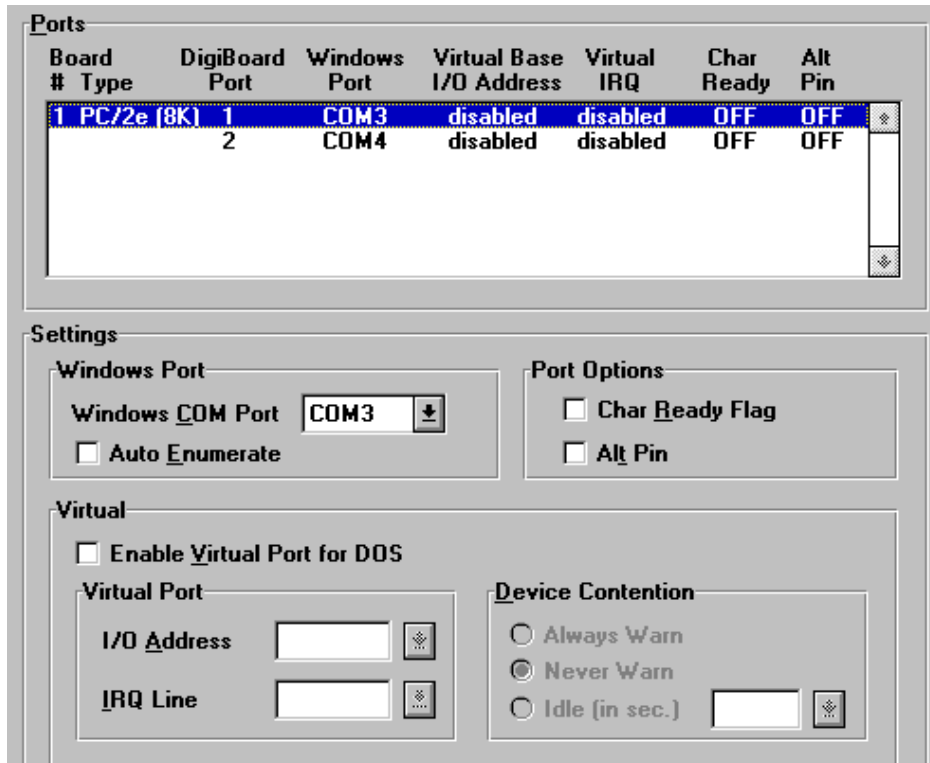 Ports
Board DigiBoard Windows Virtual Base Virtual Char Alt
# Type Port Port I/O Address IRQ Ready Pin
1 PC/2e (8K) 1 COM3 disabled disabled OFF OFF
2 COM4 disabled disabled OFF OFF
Settings
Windows Port
Windows COM Port COM3
Auto Enumerate
Port Options
Char Ready Flag
Alt Pin
Virtual
Enable Virtual Port for DOS
Virtual Port
I/O Address
IRQ Line
Device Contention
Always Warn
Never Warn
Idle (in sec.)